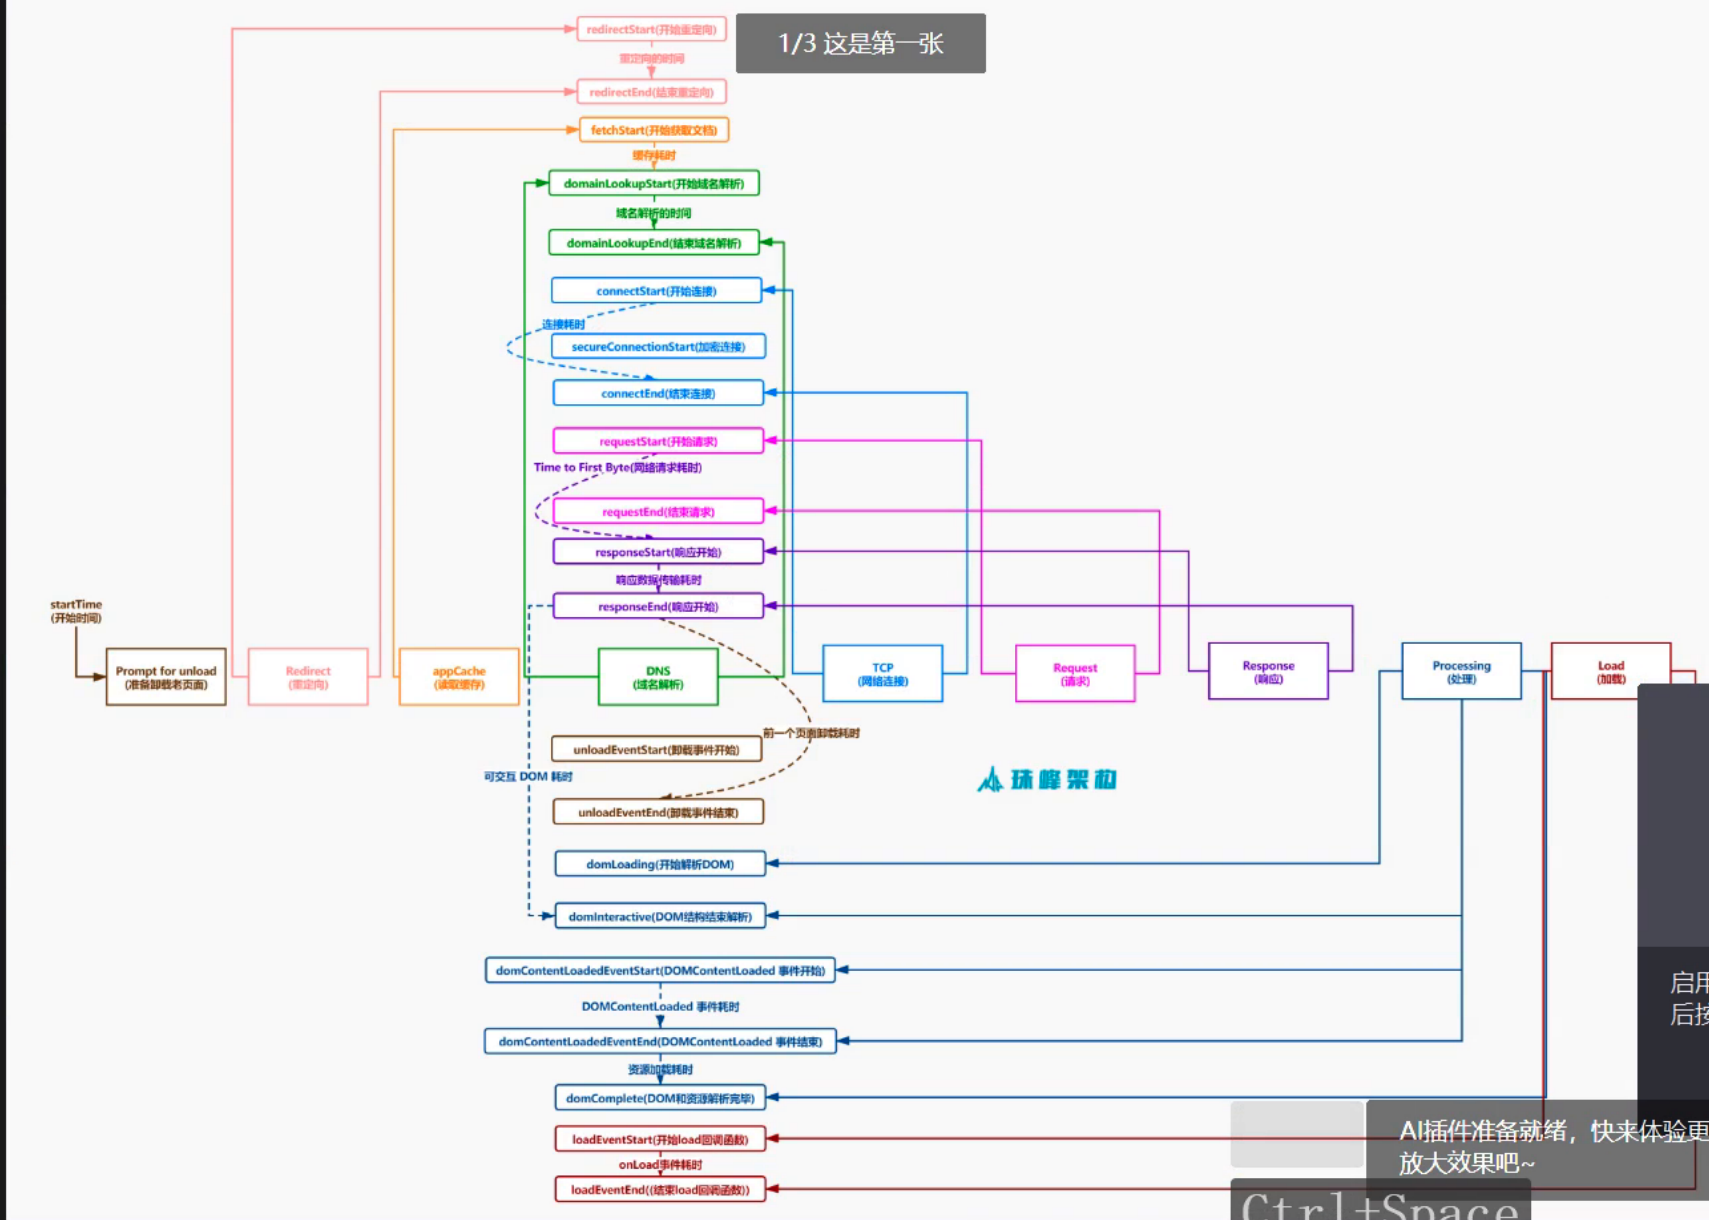 redirectStart(开始重定向)
1/3 这是第一张
重定向的时间
redirectEnd(结束重定向)
fetchStart(开始获取文档)
缓存耗时
domainLookupStart(开始域名解析)
域名解析的时间
domainLookupEnd(结束域名解析)
connectStart(开始连接)
连接耗时
secureConnectionStart(加密连接)
connectEnd(结束连接)
requestStart(开始请求)
Time to First Byte(网络请求耗时)
requestEnd(结束请求)
responseStart(响应开始)
响应数据传输耗时
responseEnd(响应开始)
startTime
(开始时间)
Prompt for unload
(准备卸载老页面)
Redirect
(重定向)
appCache
(读取缓存)
DNS
(域名解析)
TCP
(网络连接)
Request
(请求)
Response
(响应)
Processing
(处理)
Load
(加载)
前一个页面卸载耗时
unloadEventStart(卸载事件开始)
可交互 DOM 耗时
珠峰架构
unloadEventEnd(卸载事件结束)
domLoading(开始解析DOM)
domInteractive(DOM结构结束解析)
domContentLoadedEventStart(DOMContentLoaded 事件开始)
启用
后按
DOMContentLoaded 事件耗时
domContentLoadedEventEnd(DOMContentLoaded 事件结束)
资源加载耗时
domComplete(DOM和资源解析完毕)
loadEventStart(开始load回调函数)
AI插件准备就绪，快来体验更
放大效果吧~
onLoad事件耗时
loadEventEnd((结束load回调函数))
Ctrl+Space